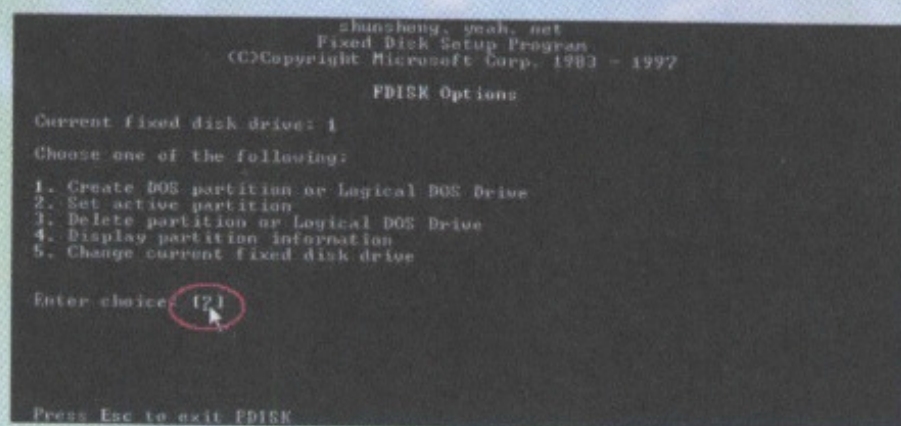 shunsheng. yeah. net
Fixed Disk Setup Program
(C)Copyright Microsoft Corp. 1983 - 1997
FDISK Options
Current fixed disk drive: 1
Choose one of the following:
1. Create DOS partition or Logical DOS Drive
2. Set active partition
3. Delete partition or Logical DOS Drive
4. Display partition information
5. Change current fixed disk drive
Enter choice: [2]
Press Esc to exit FDISK